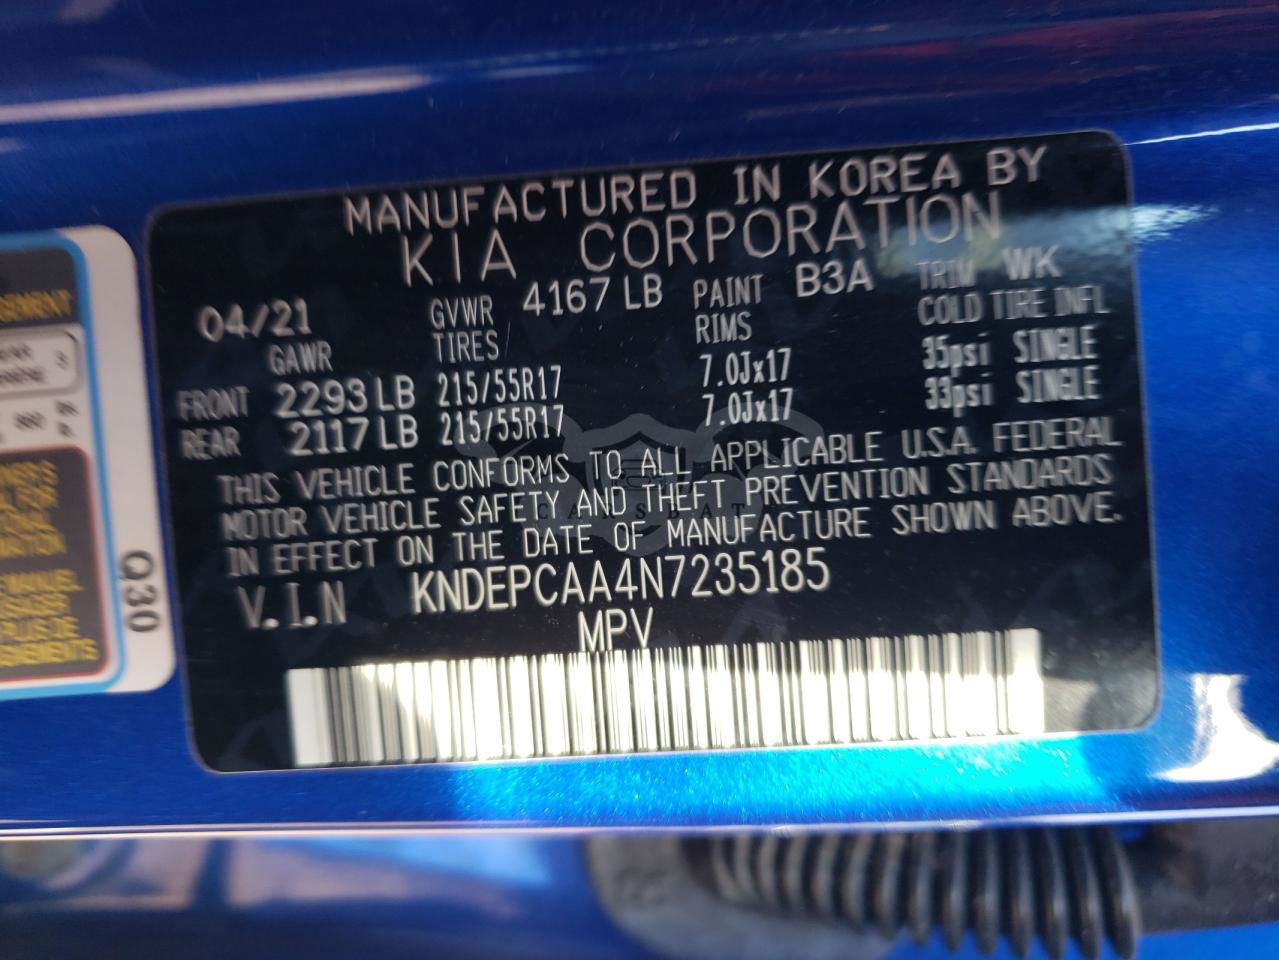 MANUFACTURED IN KOREA BY
KIA CORPORATION
04/21 GVWR 4167 LB PAINT B3A TRIM WK
GAWR TIRES RIMS COLD TIRE INFL
FRONT 2293 LB 215/55R17 7.0Jx17 35psi SINGLE
REAR 2117 LB 215/55R17 7.0Jx17 33psi SINGLE
THIS VEHICLE CONFORMS TO ALL APPLICABLE U.S.A. FEDERAL
MOTOR VEHICLE SAFETY AND THEFT PREVENTION STANDARDS
IN EFFECT ON THE DATE OF MANUFACTURE SHOWN ABOVE.
V.I.N KNDEPCAA4N7235185
MPV
Q30